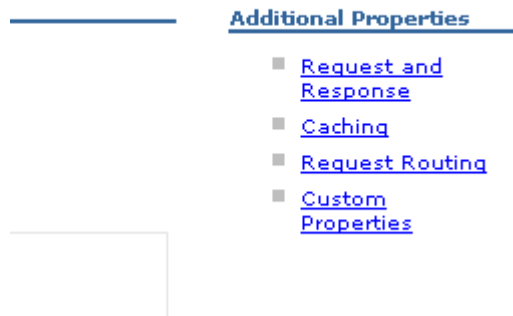 Additional Properties
Request and
Response
Caching
Request Routing
Custom
Properties